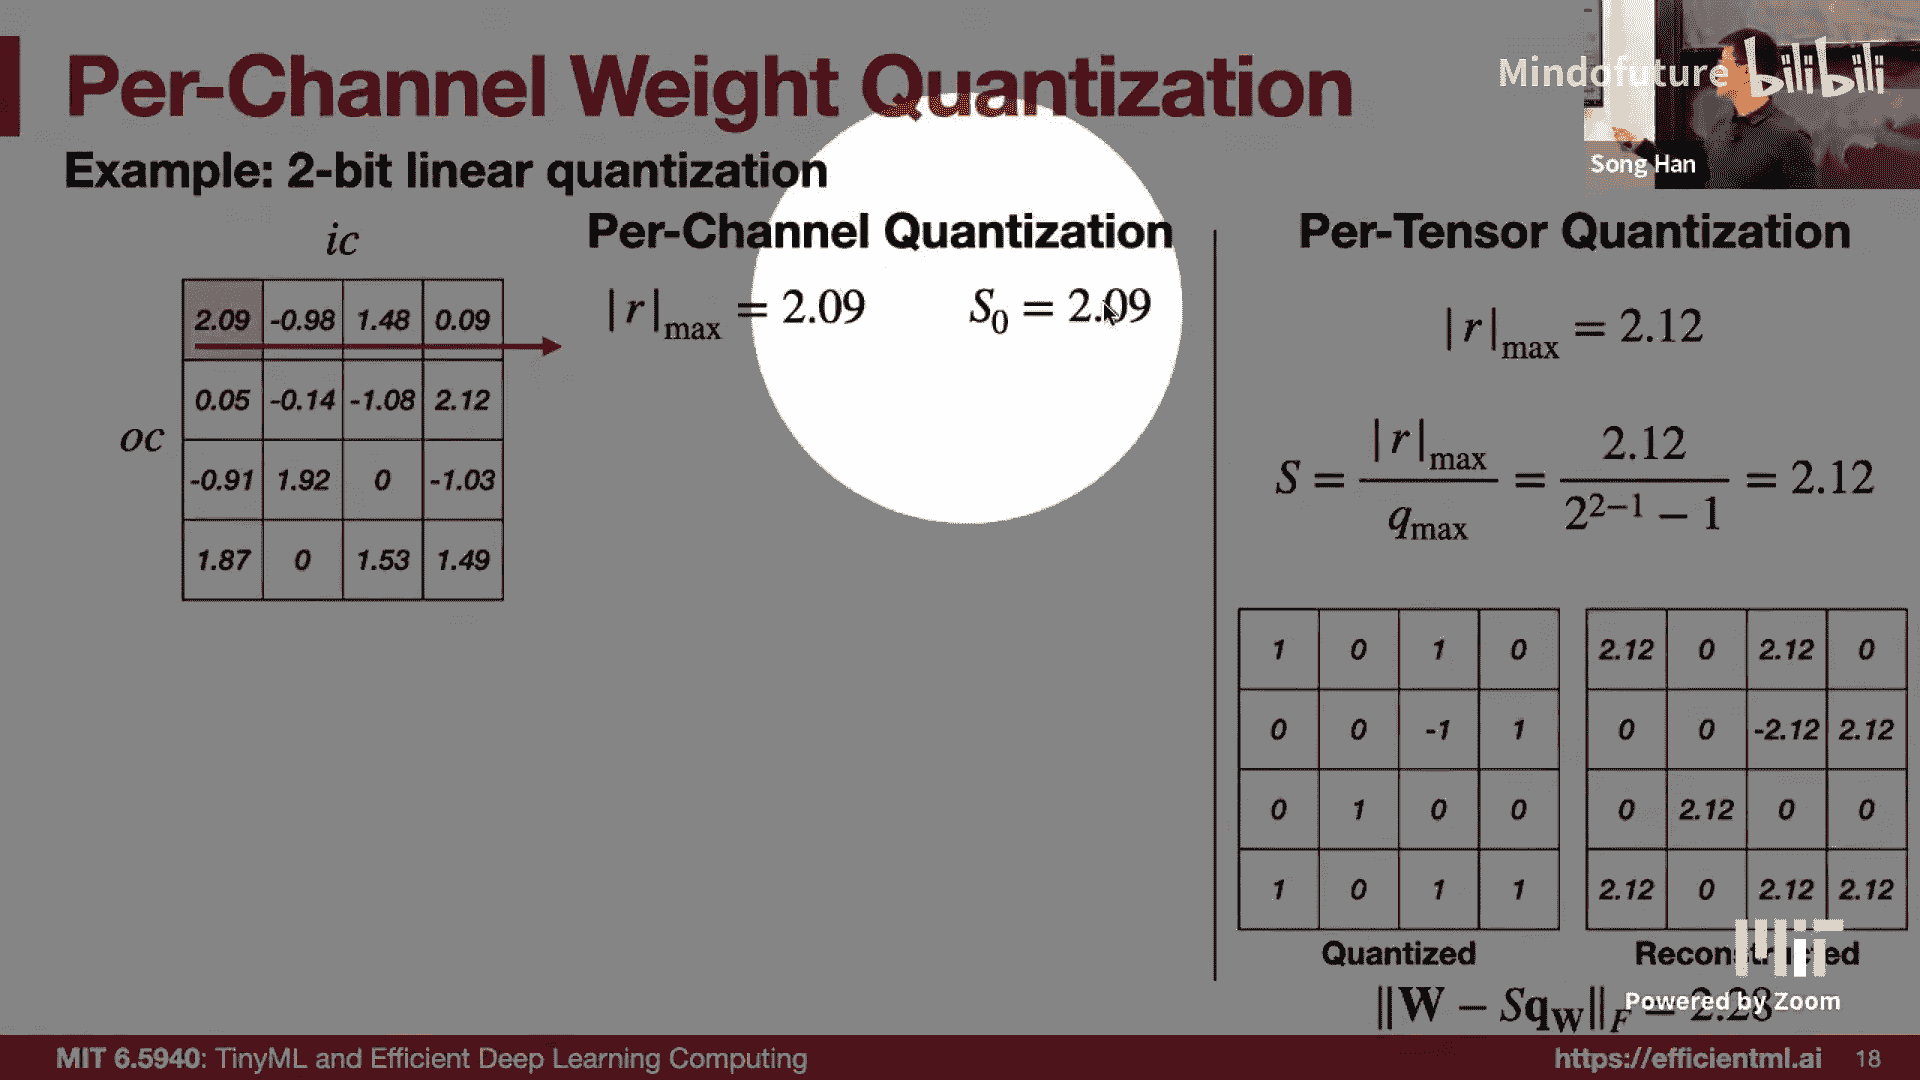 Per-Channel Weight Quantization
Mindofuture bilibili
Song Han
Example: 2-bit linear quantization
ic
oc
2.09 -0.98 1.48 0.09
0.05 -0.14 -1.08 2.12
-0.91 1.92 0 -1.03
1.87 0 1.53 1.49
Per-Channel Quantization
|r|max = 2.09 S0 = 2.09
Per-Tensor Quantization
|r|max = 2.12
S = |r|max / qmax = 2.12 / 2^(2−1) − 1 = 2.12
1 0 1 0
0 0 -1 1
0 1 0 0
1 0 1 1
Quantized
2.12 0 2.12 0
0 0 -2.12 2.12
0 2.12 0 0
2.12 0 2.12 2.12
Reconstructed
‖W − SqW‖F = 2.28
Powered by Zoom
MIT 6.5940: TinyML and Efficient Deep Learning Computing
https://efficientml.ai 18